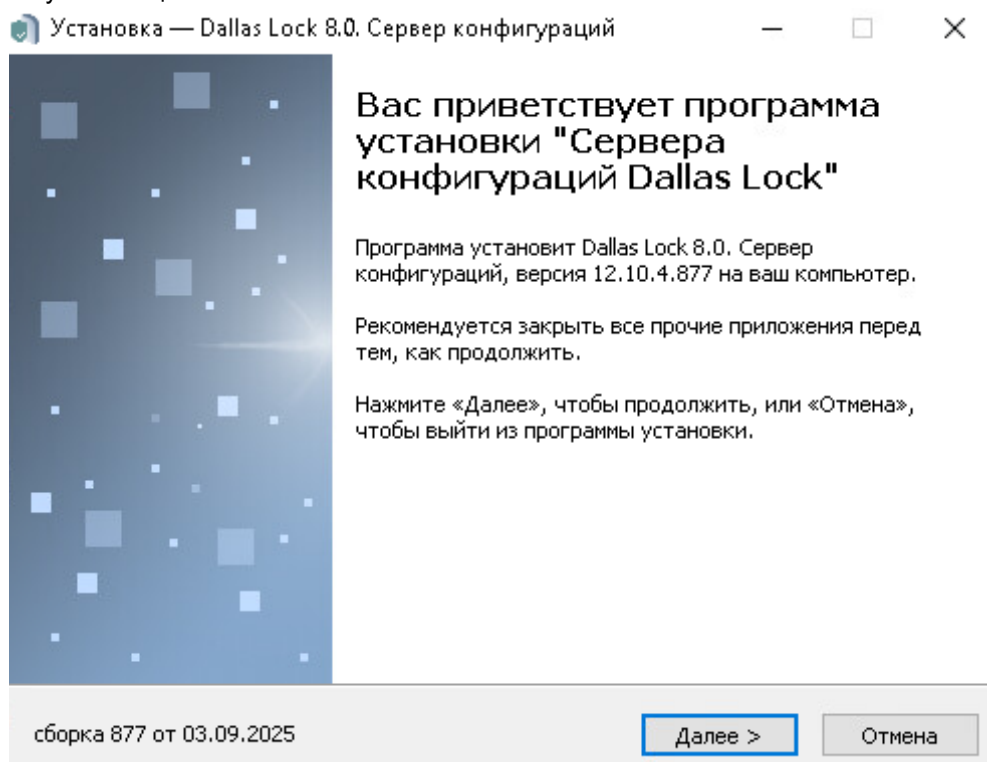 Установка — Dallas Lock 8.0. Сервер конфигураций
Вас приветствует программа
установки "Сервера
конфигураций Dallas Lock"
Программа установит Dallas Lock 8.0. Сервер
конфигураций, версия 12.10.4.877 на ваш компьютер.
Рекомендуется закрыть все прочие приложения перед
тем, как продолжить.
Нажмите «Далее», чтобы продолжить, или «Отмена»,
чтобы выйти из программы установки.
сборка 877 от 03.09.2025
Далее >
Отмена